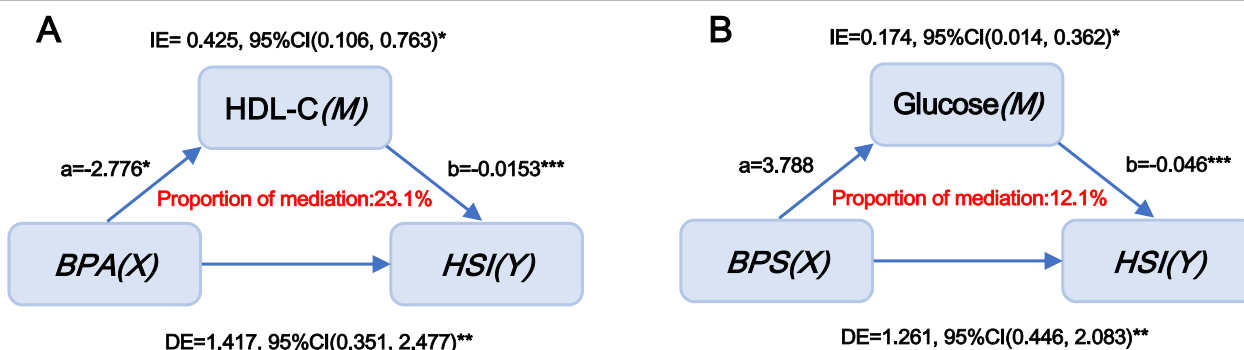 A
IE= 0.425, 95%CI(0.106, 0.763)*
HDL-C(M)
a=-2.776*
b=-0.0153***
Proportion of mediation:23.1%
BPA(X)
HSI(Y)
DE=1.417, 95%CI(0.351, 2.477)**
B
IE=0.174, 95%CI(0.014, 0.362)*
Glucose(M)
a=3.788
b=-0.046***
Proportion of mediation:12.1%
BPS(X)
HSI(Y)
DE=1.261, 95%CI(0.446, 2.083)**